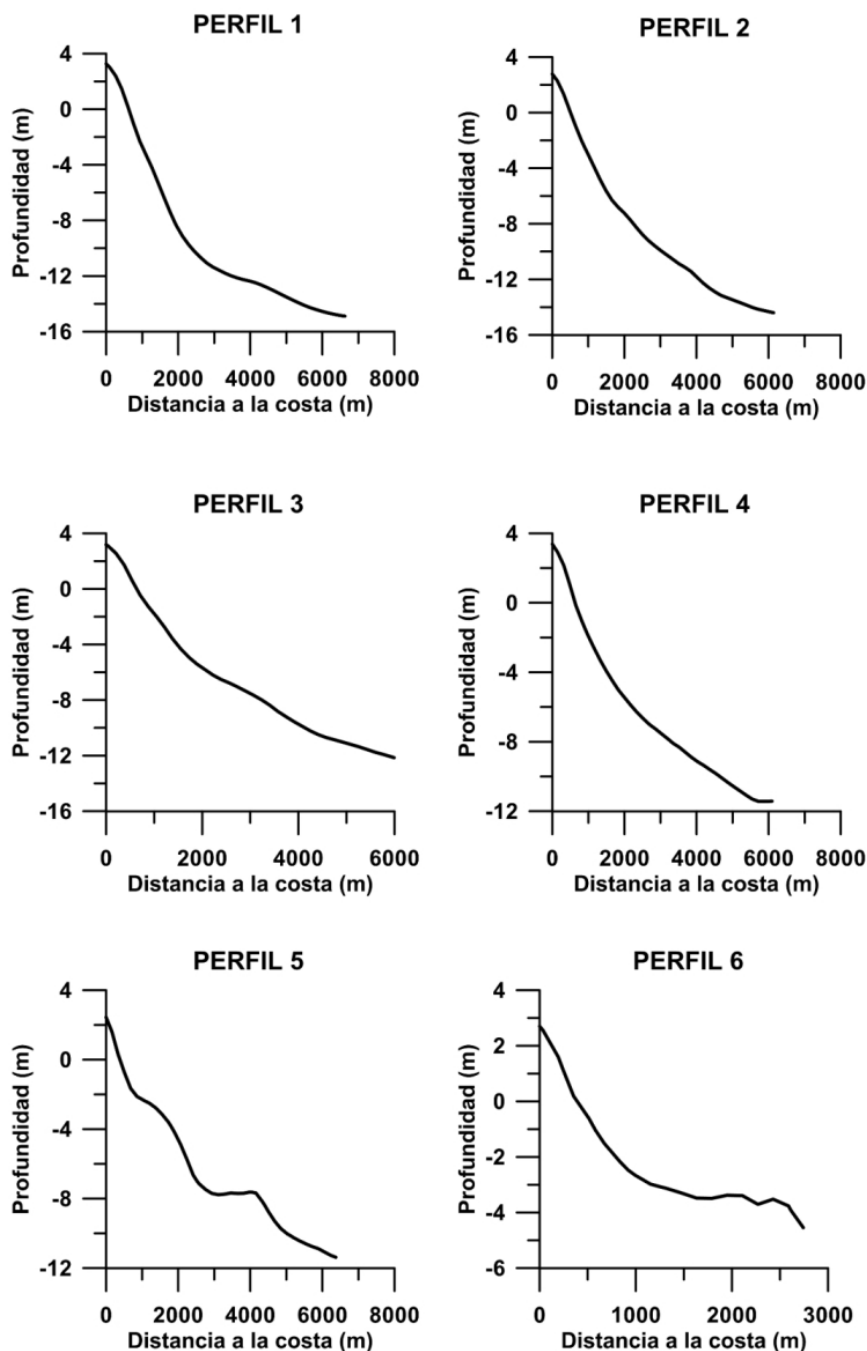 PERFIL 1
4
0
-4
-8
-12
-16
Profundidad (m)
0 2000 4000 6000 8000
Distancia a la costa (m)
PERFIL 2
4
0
-4
-8
-12
-16
Profundidad (m)
0 2000 4000 6000 8000
Distancia a la costa (m)
PERFIL 3
4
0
-4
-8
-12
-16
Profundidad (m)
0 2000 4000 6000
Distancia a la costa (m)
PERFIL 4
4
0
-4
-8
-12
Profundidad (m)
0 2000 4000 6000 8000
Distancia a la costa (m)
PERFIL 5
4
0
-4
-8
-12
Profundidad (m)
0 2000 4000 6000 8000
Distancia a la costa (m)
PERFIL 6
4
2
0
-2
-4
-6
Profundidad (m)
0 1000 2000 3000
Distancia a la costa (m)